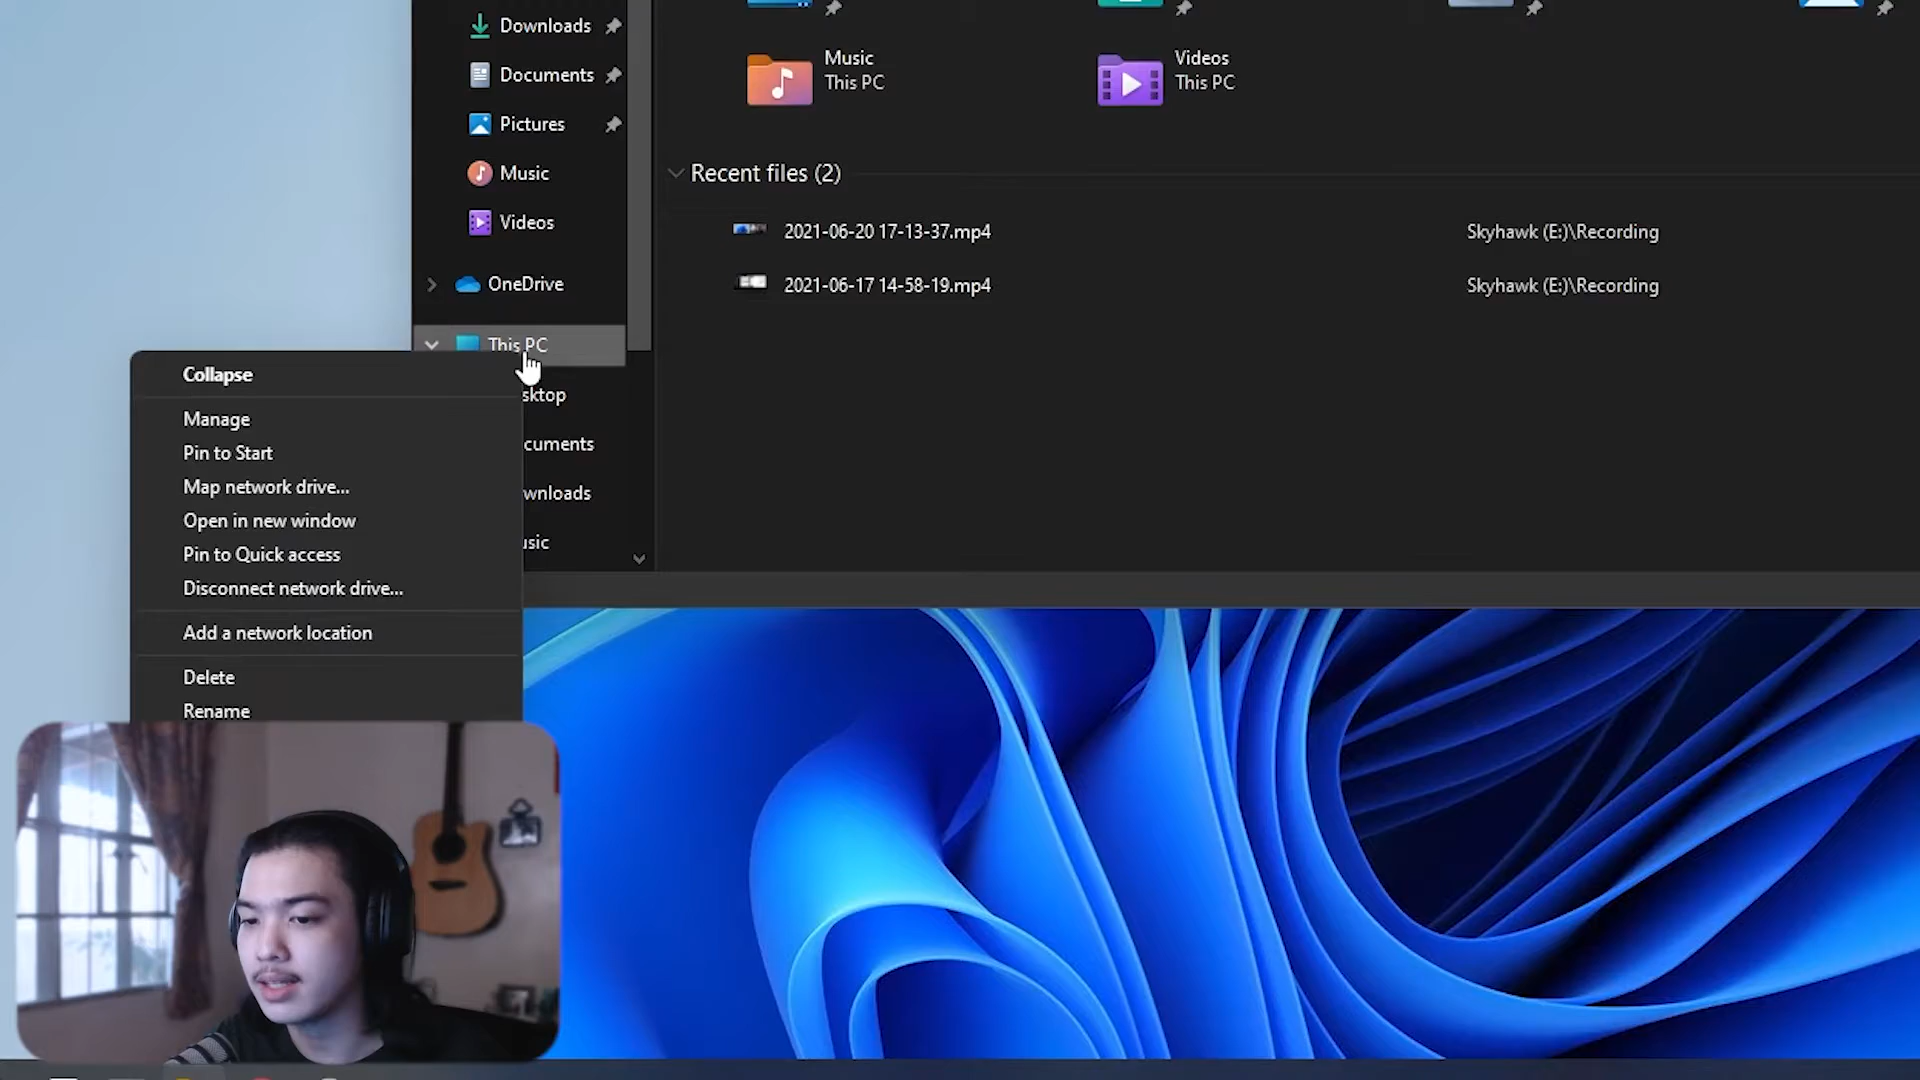 Downloads
Documents
Pictures
Music
Videos
OneDrive
This PC
sktop
cuments
wnloads
usic
Music
This PC
Videos
This PC
Recent files (2)
2021-06-20 17-13-37.mp4 Skyhawk (E:)\Recording
2021-06-17 14-58-19.mp4 Skyhawk (E:)\Recording
Collapse
Manage
Pin to Start
Map network drive...
Open in new window
Pin to Quick access
Disconnect network drive...
Add a network location
Delete
Rename